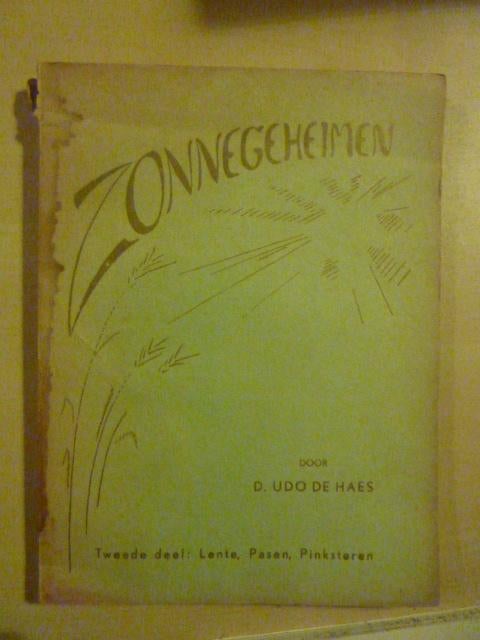 ZONNEGEHEIMEN
DOOR
D. UDO DE HAES
Tweede deel: Lente, Pasen, Pinksteren